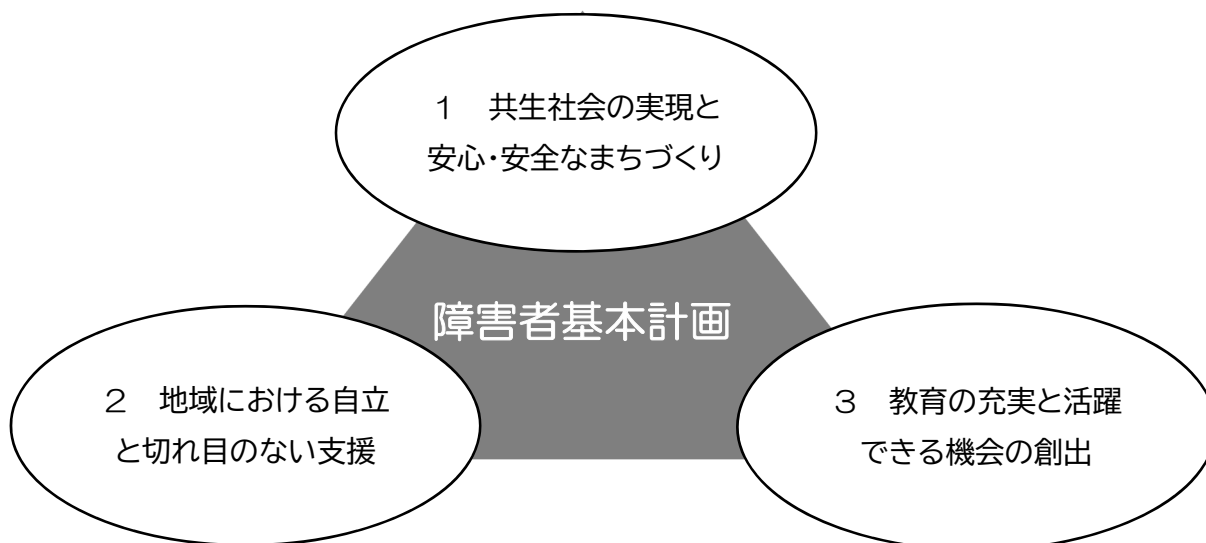 １　共生社会の実現と
安心・安全なまちづくり
障害者基本計画
２　地域における自立
と切れ目のない支援
３　教育の充実と活躍
できる機会の創出